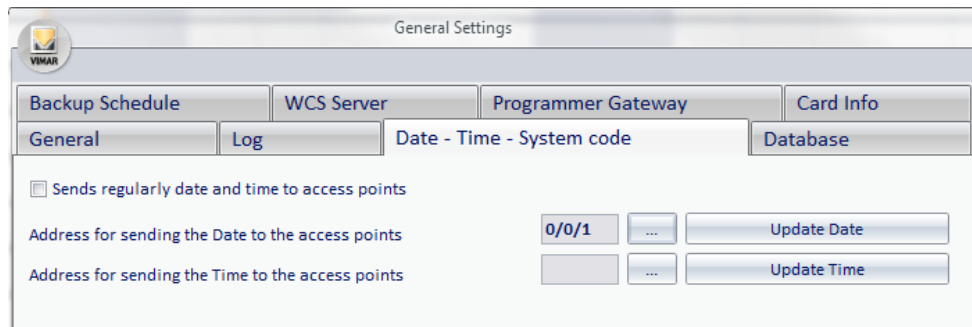 General Settings
VIMAR
Backup Schedule WCS Server Programmer Gateway Card Info
General Log Date - Time - System code Database
Sends regularly date and time to access points
Address for sending the Date to the access points 0/0/1 ... Update Date
Address for sending the Time to the access points ... Update Time